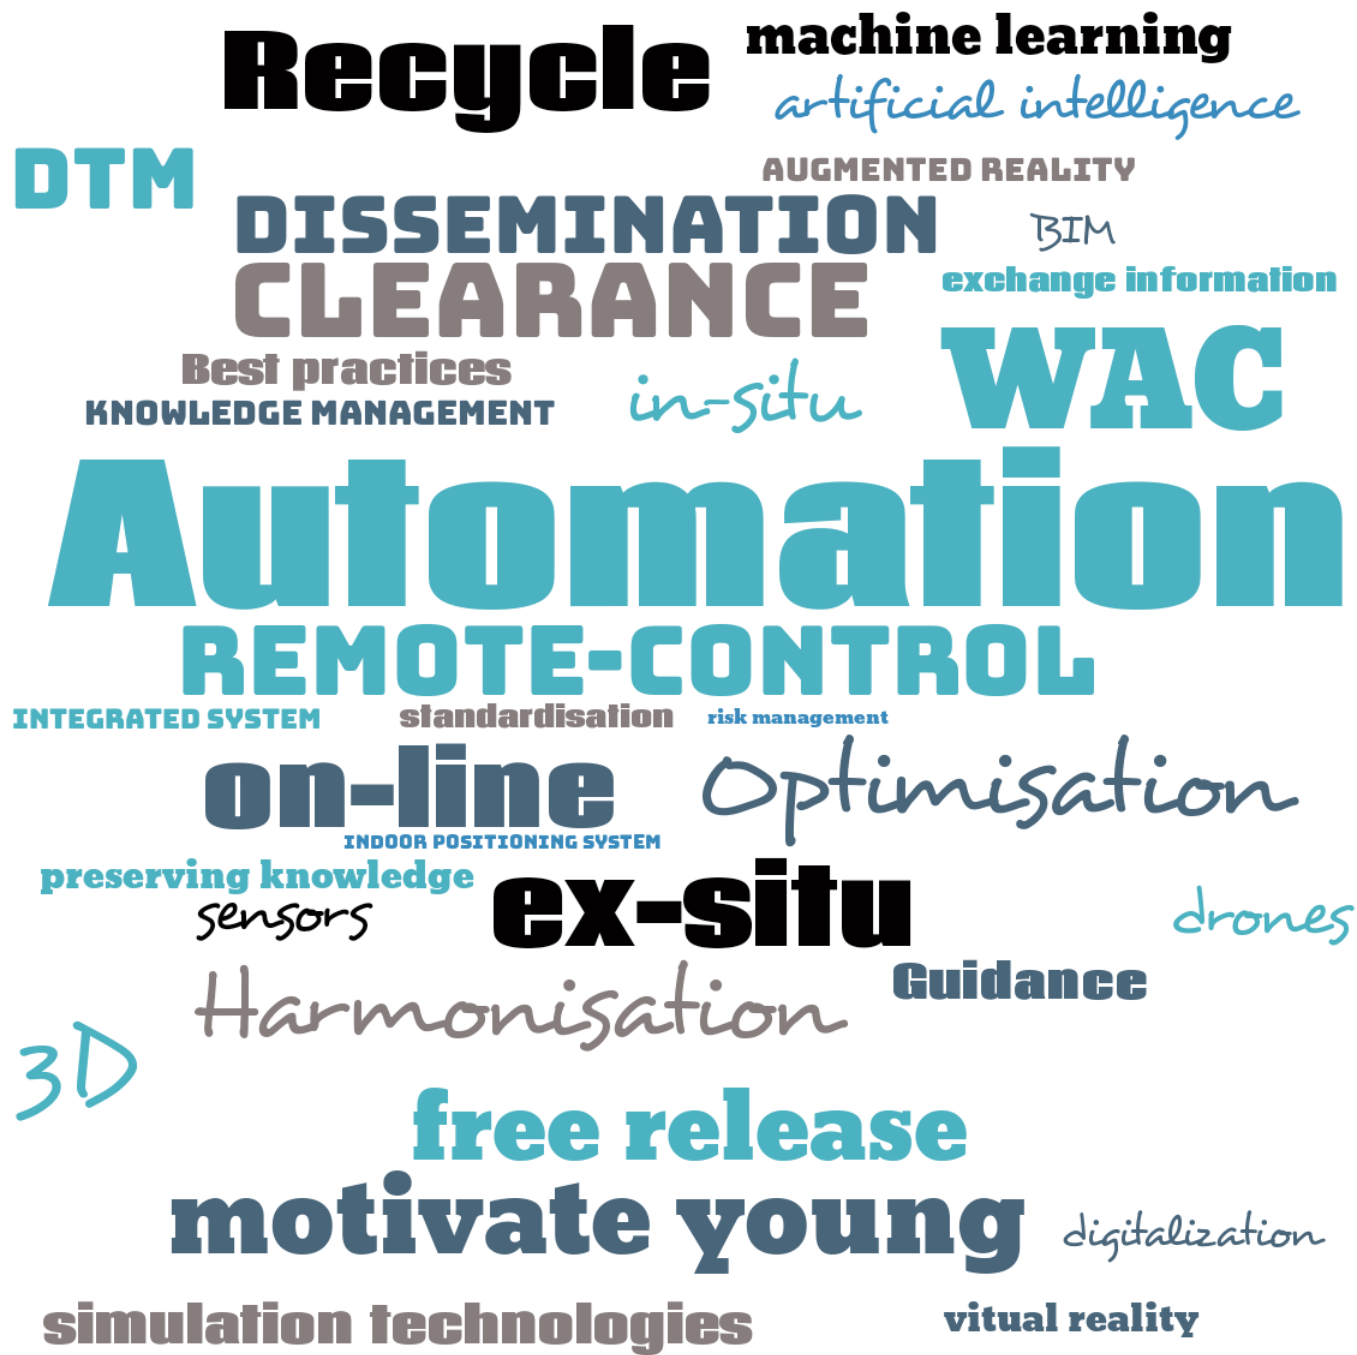 Recycle
machine learning
artificial intelligence
DTM
AUGMENTED REALITY
DISSEMINATION
BIM
CLEARANCE
exchange information
WAC
Best practices
in-situ
KNOWLEDGE MANAGEMENT
Automation
REMOTE-CONTROL
INTEGRATED SYSTEM
standardisation
risk management
on-line
Optimisation
INDOOR POSITIONING SYSTEM
preserving knowledge
ex-situ
sensors
drones
Harmonisation
Guidance
3D
free release
motivate young
digitalization
simulation technologies
vitual reality